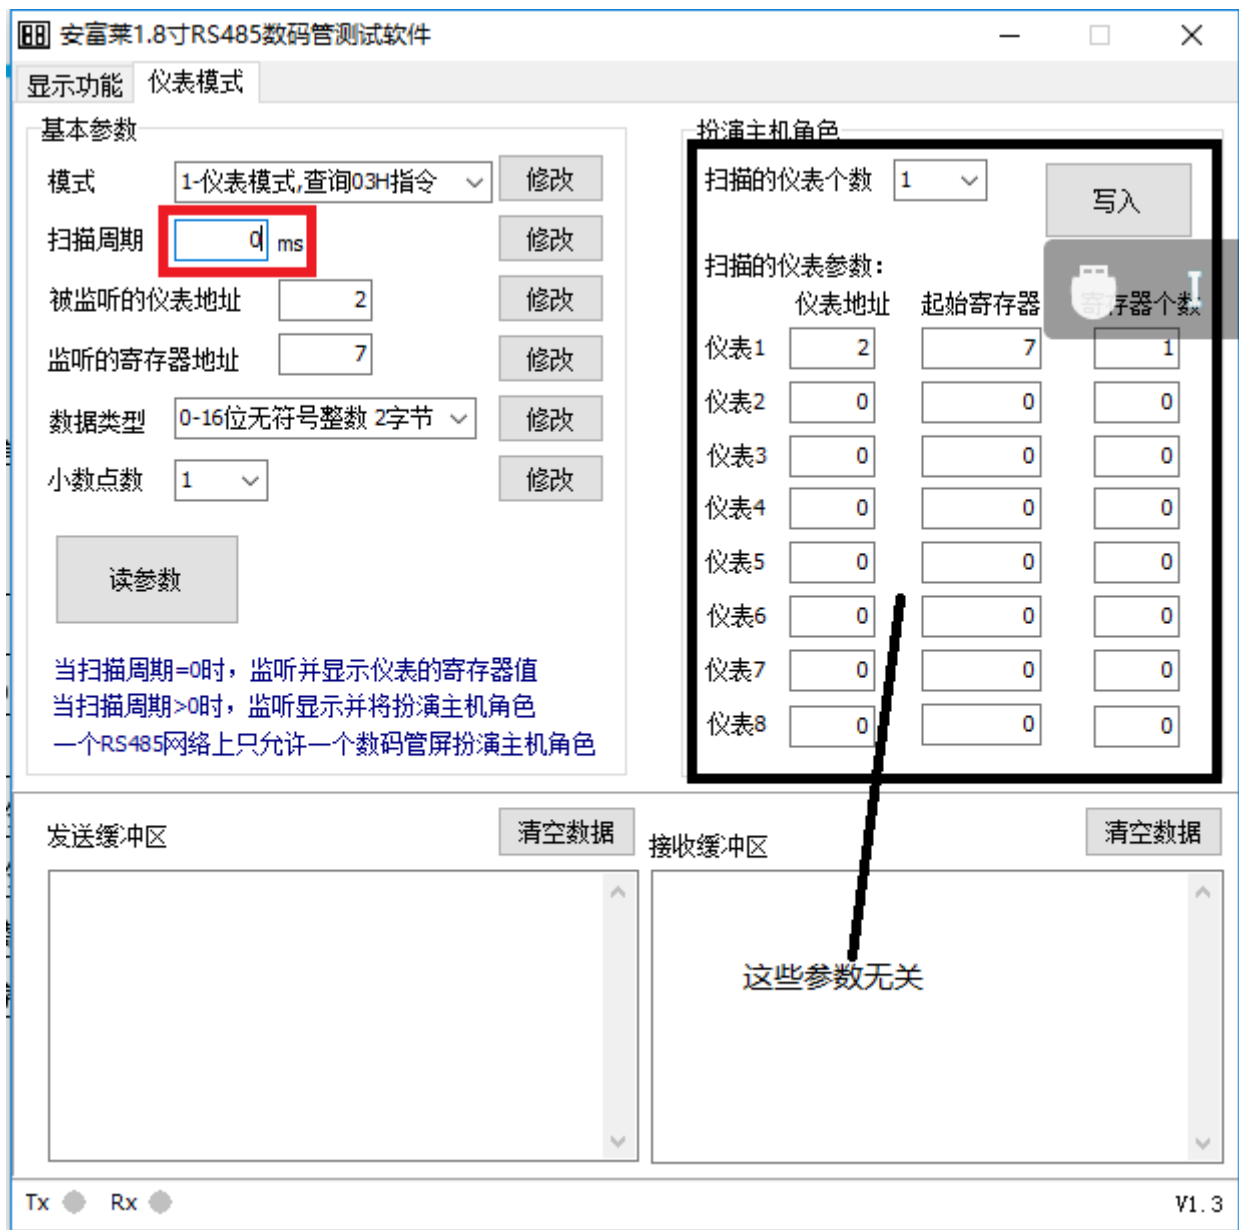 安富莱1.8寸RS485数码管测试软件
显示功能 仪表模式
基本参数
模式 1-仪表模式,查询03H指令 修改
扫描周期 0 ms 修改
被监听的仪表地址 2 修改
监听的寄存器地址 7 修改
数据类型 0-16位无符号整数 2字节 修改
小数点数 1 修改
读参数
当扫描周期=0时，监听并显示仪表的寄存器值
当扫描周期>0时，监听显示并将扮演主机角色
一个RS485网络上只允许一个数码管屏扮演主机角色
扮演主机角色
扫描的仪表个数 1 写入
扫描的仪表参数：
仪表地址 起始寄存器 寄存器个数
仪表1 2 7 1
仪表2 0 0 0
仪表3 0 0 0
仪表4 0 0 0
仪表5 0 0 0
仪表6 0 0 0
仪表7 0 0 0
仪表8 0 0 0
发送缓冲区 清空数据
接收缓冲区 清空数据
这些参数无关
Tx Rx V1.3